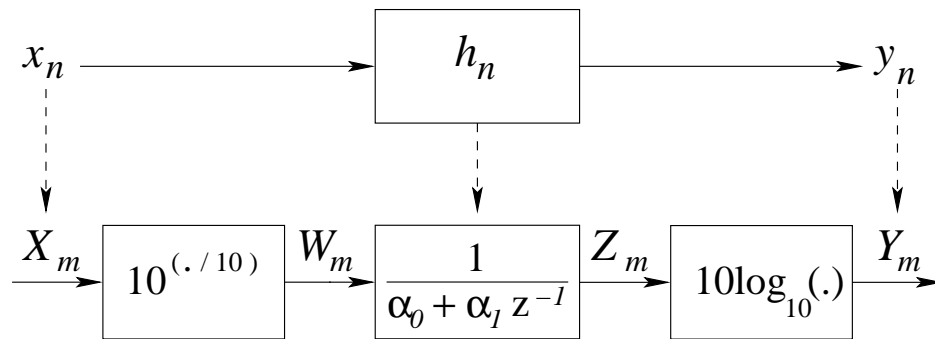 x_n h_n y_n
X_m 10^(./10) W_m 1/(α_0 + α_1 z^-1) Z_m 10log_10(.) Y_m